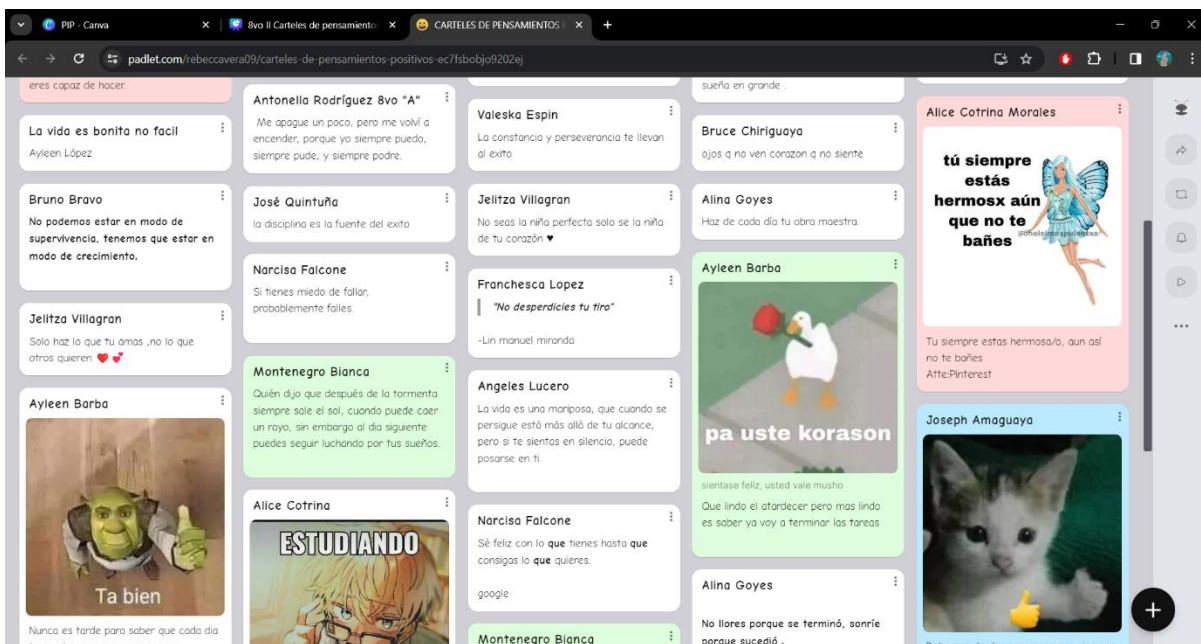 PIP - Canva
8vo II Carteles de pensamiento
CARTELES DE PENSAMIENTOS
padlet.com/rebeccavera09/carteles-de-pensamientos-positivos-ec7fsbobjo9202ej
eres capaz de hacer.
La vida es bonita no facil
Ayleen López
Bruno Bravo
No podemos estar en modo de
supervivencia, tenemos que estar en
modo de crecimiento.
Jelitza Villagran
Solo haz lo que tu amas ,no lo que
otros quieren ❤️ 💕
Ayleen Barba
Ta bien
Nunca es tarde para saber que cada dia
Antonella Rodríguez 8vo "A"
Me apague un poco, pero me volví a
encender, porque yo siempre puedo,
siempre pude, y siempre podre.
José Quintuña
la disciplina es la fuente del exito
Narcisa Falcone
Si tienes miedo de fallar,
probablemente falles.
Montenegro Bianca
Quién dijo que después de la tormenta
siempre sale el sol, cuando puede caer
un rayo, sin embargo al dia siguiente
puedes seguir luchando por tus sueños.
Alice Cotrina
ESTUDIANDO
Valeska Espin
La constancia y perseverancia te llevan
al exito
Jelitza Villagran
No seas la niña perfecta solo se la niña
de tu corazón ♥
Franchesca Lopez
"No desperdicies tu tiro"
-Lin manuel miranda
Angeles Lucero
La vida es una mariposa, que cuando se
persigue está más allá de tu alcance,
pero si te sientas en silencio, puede
posarse en ti.
Narcisa Falcone
Sé feliz con lo que tienes hasta que
consigas lo que quieres.
google
Montenegro Bianca
sueña en grande .
Bruce Chiriguaya
ojos q no ven corazon q no siente
Alina Goyes
Haz de cada día tu obra maestra.
Ayleen Barba
pa uste korason
sientase feliz, usted vale musho
Que lindo el atardecer pero mas lindo
es saber ya voy a terminar las tareas
Alina Goyes
No llores porque se terminó, sonríe
porque sucedió .
Alice Cotrina Morales
tú siempre
estás
hermosx aún
que no te
bañes
Tu siempre estas hermosa/o, aun así
no te bañes
Atte:Pinterest
Joseph Amaguaya